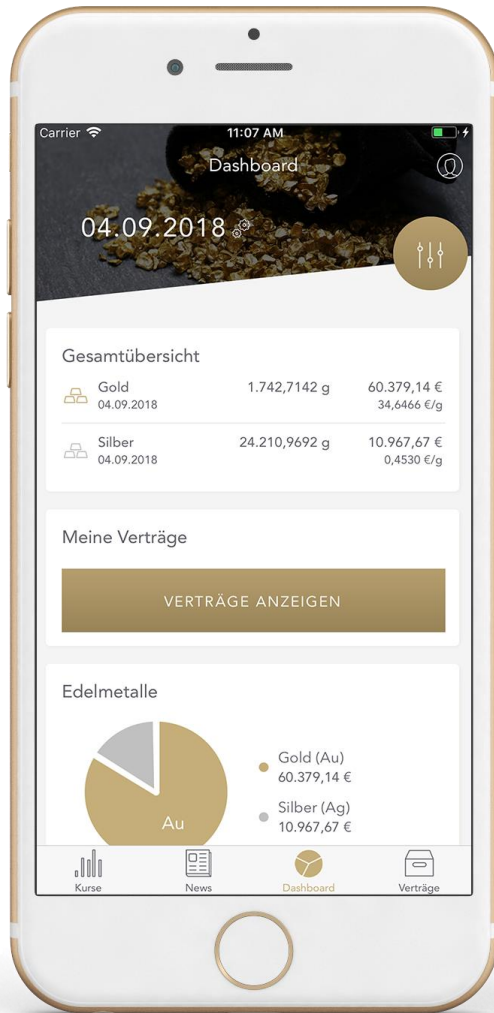 Carrier 11:07 AM
Dashboard
04.09.2018
Gesamtübersicht
Gold 1.742,7142 g 60.379,14 €
04.09.2018 34,6466 €/g
Silber 24.210,9692 g 10.967,67 €
04.09.2018 0,4530 €/g
Meine Verträge
VERTRÄGE ANZEIGEN
Edelmetalle
Gold (Au)
60.379,14 €
Silber (Ag)
10.967,67 €
Au
Kurse News Dashboard Verträge